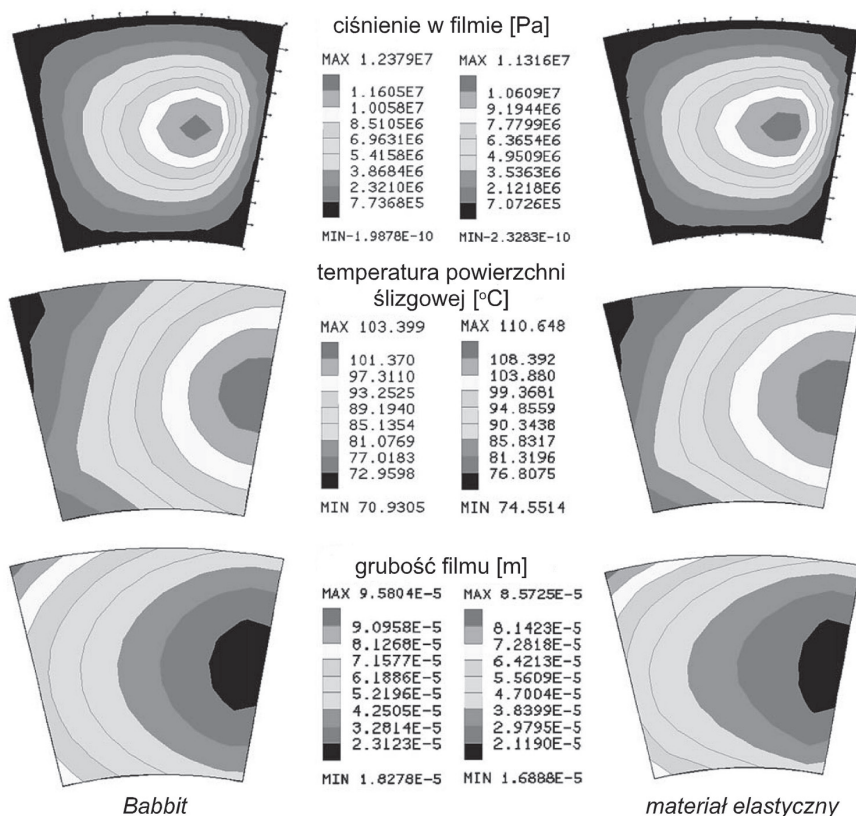 ciśnienie w filmie [Pa]
MAX 1.2379E7 MAX 1.1316E7
1.1605E7 1.0609E7
1.0058E7 9.1944E6
8.5105E6 7.7799E6
6.9631E6 6.3654E6
5.4158E6 4.9509E6
3.8684E6 3.5363E6
2.3210E6 2.1218E6
7.7368E5 7.0726E5
MIN-1.9878E-10 MIN-2.3283E-10
temperatura powierzchni
ślizgowej [°C]
MAX 103.399 MAX 110.648
101.370 108.392
97.3110 103.880
93.2525 99.3681
89.1940 94.8559
85.1354 90.3438
81.0769 85.8317
77.0183 81.3196
72.9598 76.8075
MIN 70.9305 MIN 74.5514
grubość filmu [m]
MAX 9.5804E-5 MAX 8.5725E-5
9.0958E-5 8.1423E-5
8.1268E-5 7.2818E-5
7.1577E-5 6.4213E-5
6.1886E-5 5.5609E-5
5.2196E-5 4.7004E-5
4.2505E-5 3.8399E-5
3.2814E-5 2.9795E-5
2.3123E-5 2.1190E-5
MIN 1.8278E-5 MIN 1.6888E-5
Babbit materiał elastyczny